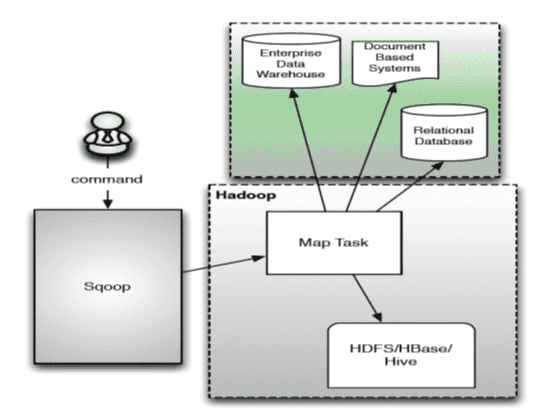 Enterprise
Data
Warehouse
Document
Based
Systems
Relational
Database
command
Hadoop
Map Task
Sqoop
HDFS/HBase/
Hive